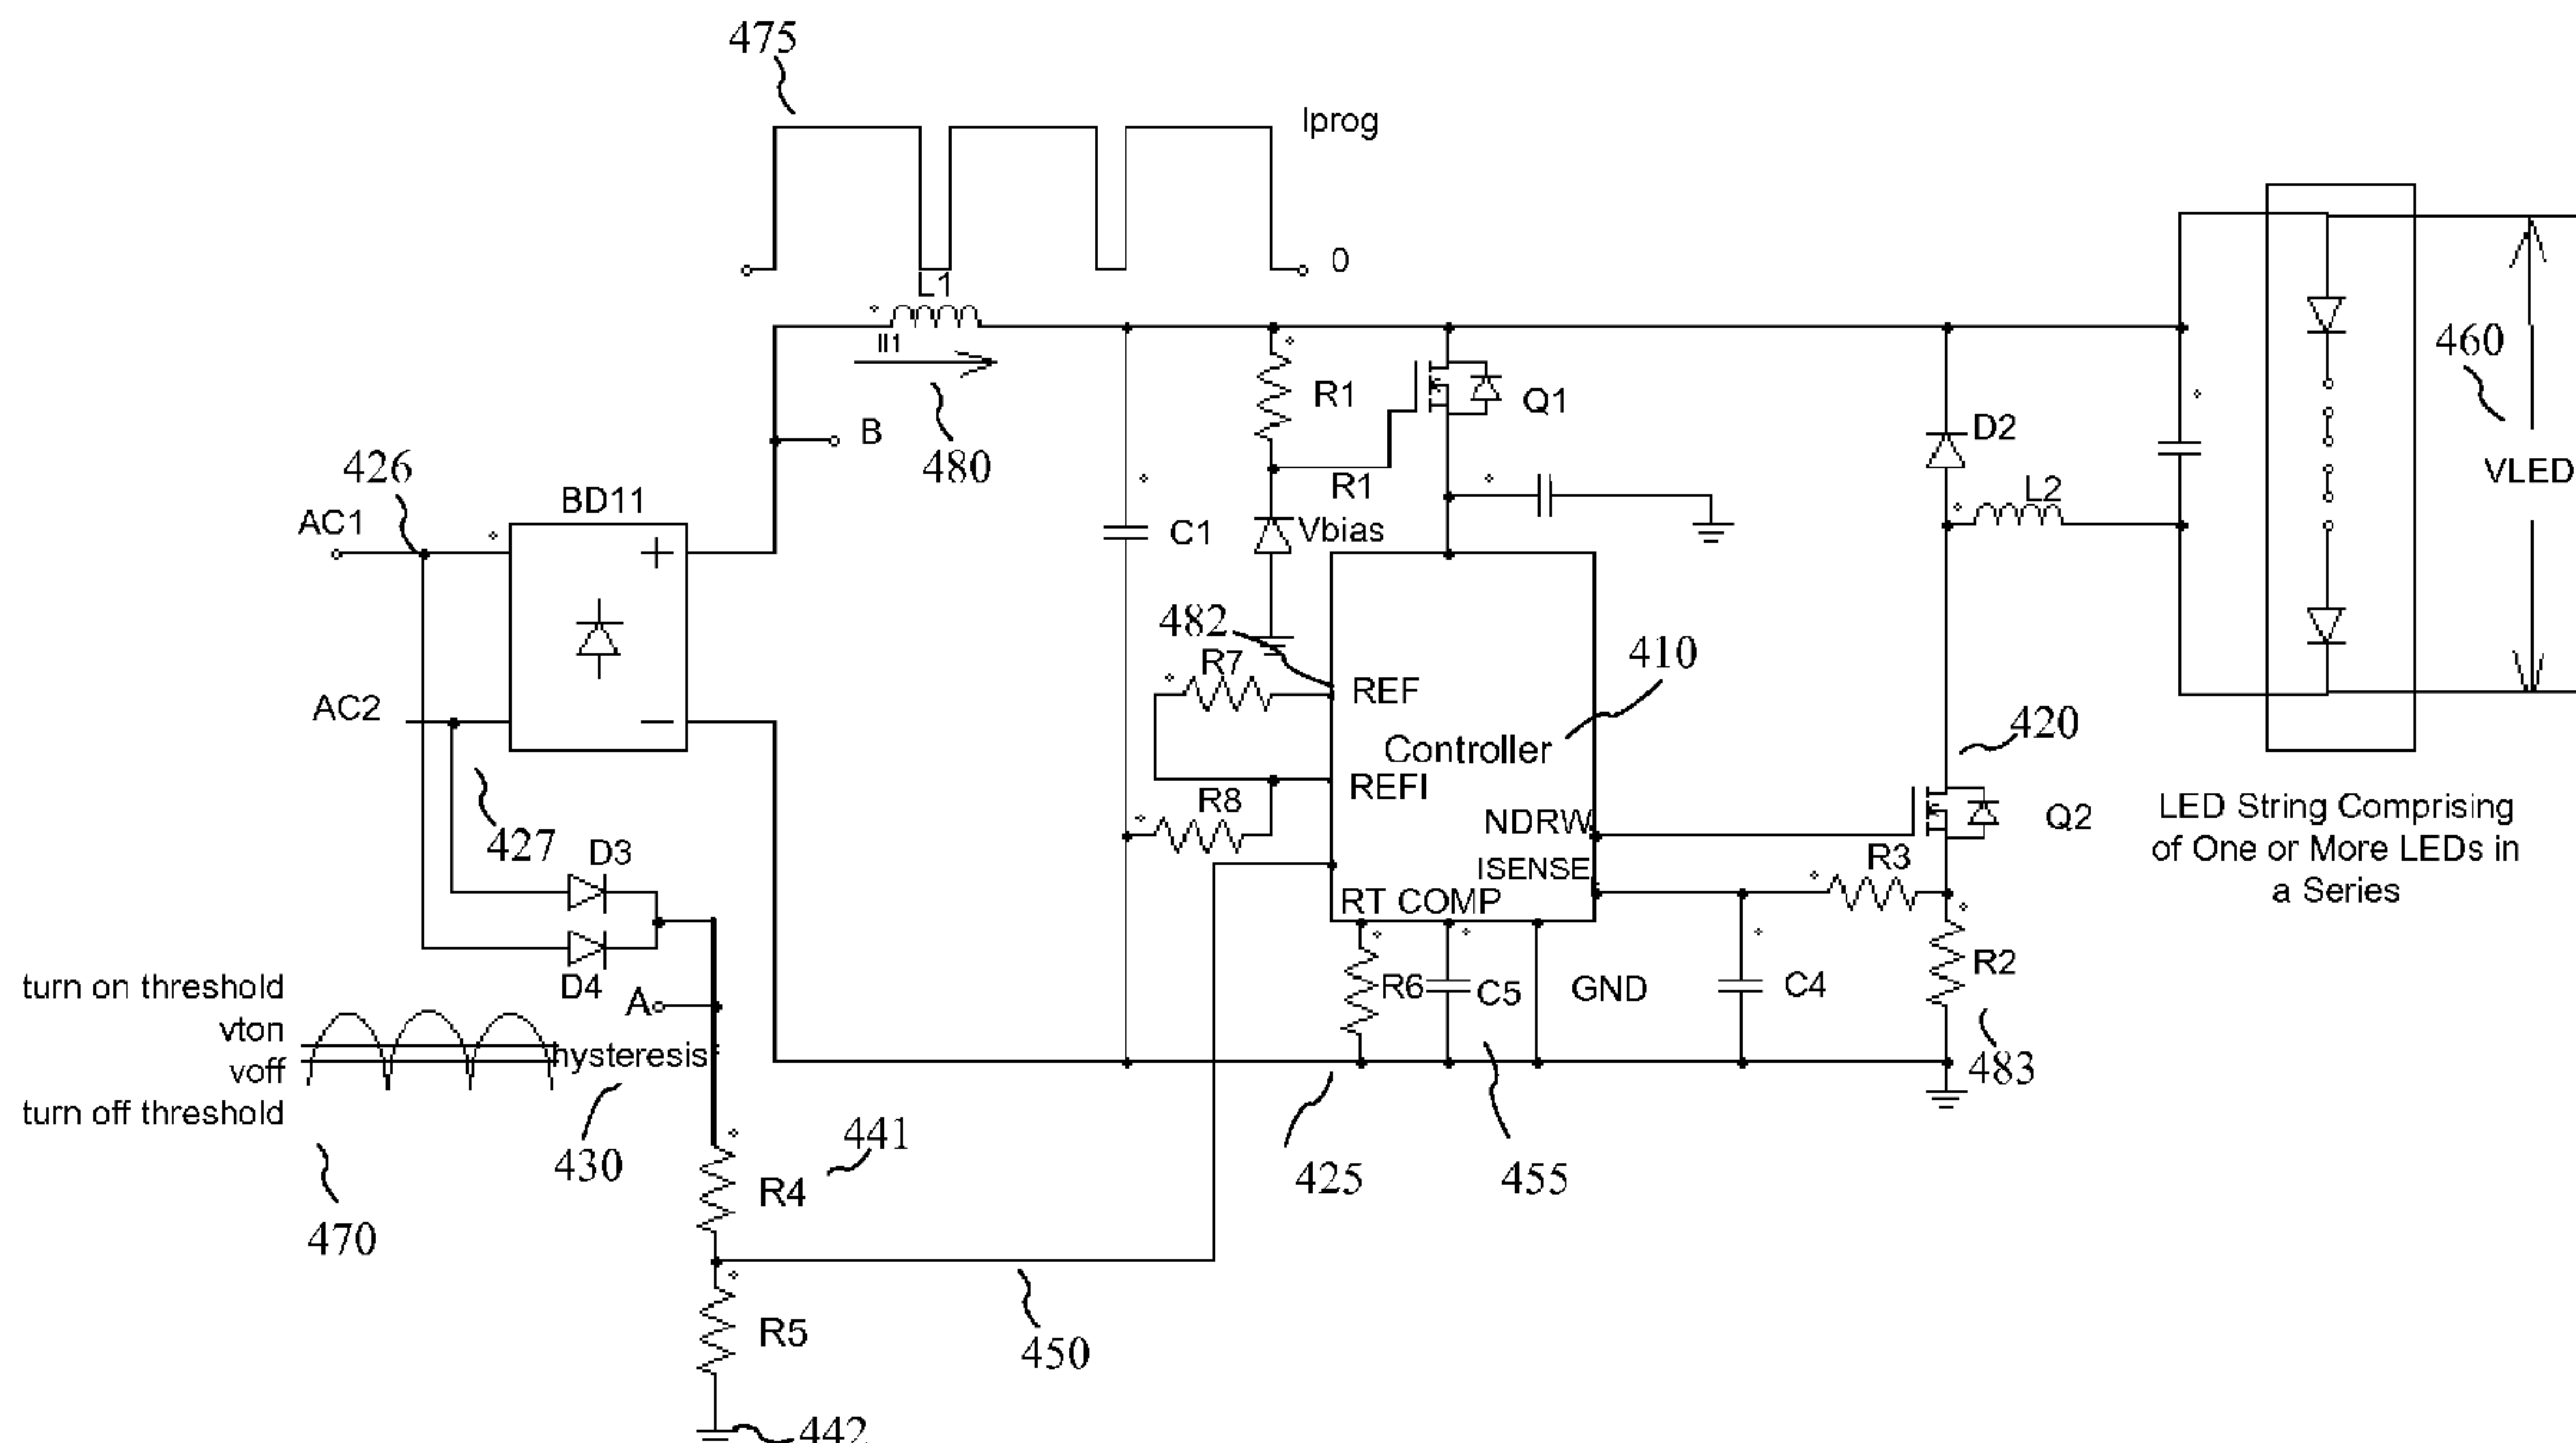 475
Iprog
0
L1
Il1
480
B
426
AC1
BD11
+
−
AC2
427
D3
D4
A
turn on threshold
vton
voff
turn off threshold
hysteresis
430
470
441
R4
R5
442
450
R1
Q1
R1
Vbias
C1
482
R7
REF
410
Controller
REFI
R8
NDRW
ISENSE
RT COMP
R6
C5
GND
C4
425
455
D2
L2
420
Q2
R3
R2
483
460
VLED
LED String Comprising
of One or More LEDs in
a Series